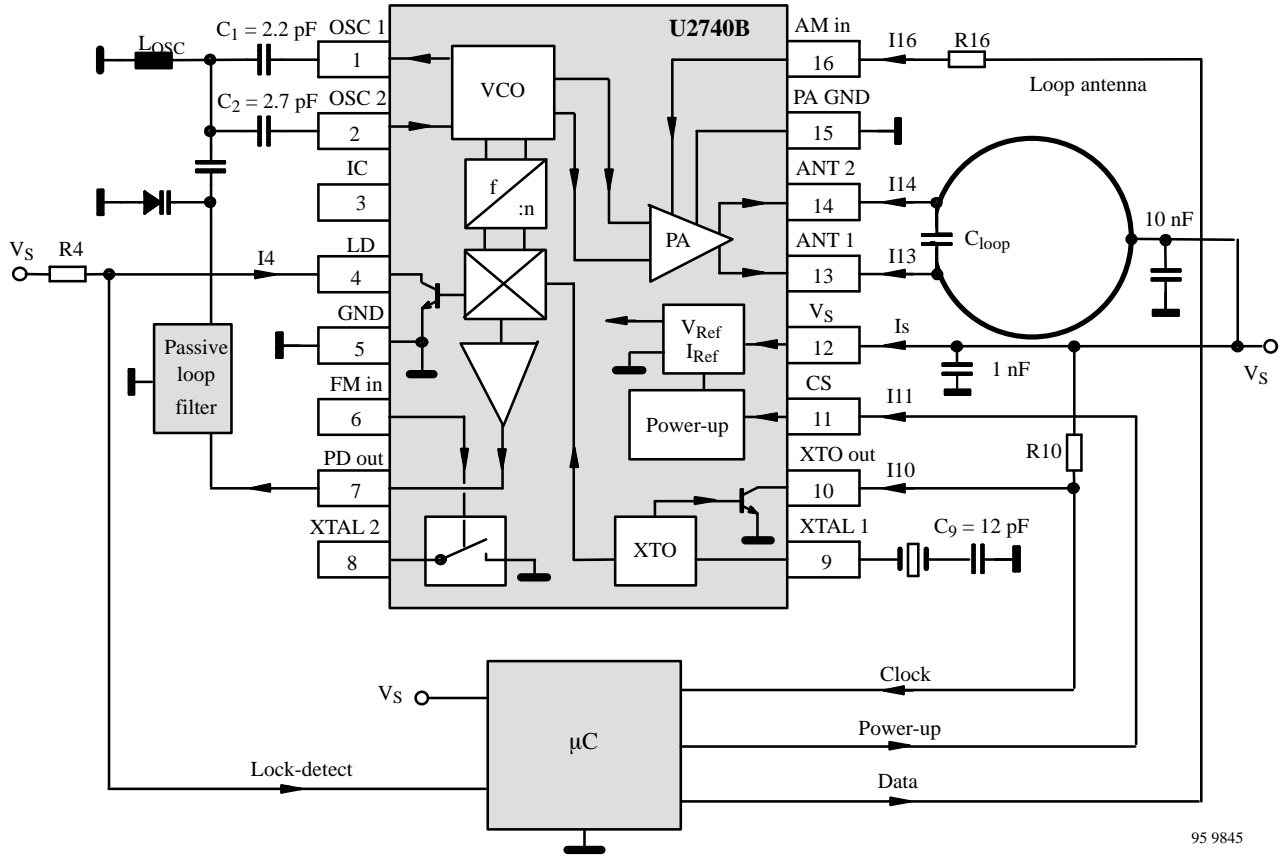 U2740B
L_OSC
C1 = 2.2 pF
OSC 1
1
C2 = 2.7 pF
OSC 2
2
IC
3
VS
R4
I4
LD
4
GND
5
Passive
loop
filter
FM in
6
PD out
7
XTAL 2
8
VCO
f
:n
PA
VRef
IRef
Power-up
XTO
AM in
16
I16
R16
Loop antenna
PA GND
15
ANT 2
14
I14
Cloop
10 nF
ANT 1
13
I13
VS
12
Is
1 nF
VS
CS
11
I11
XTO out
10
I10
R10
XTAL 1
9
C9 = 12 pF
VS
μC
Clock
Power-up
Lock-detect
Data
95 9845